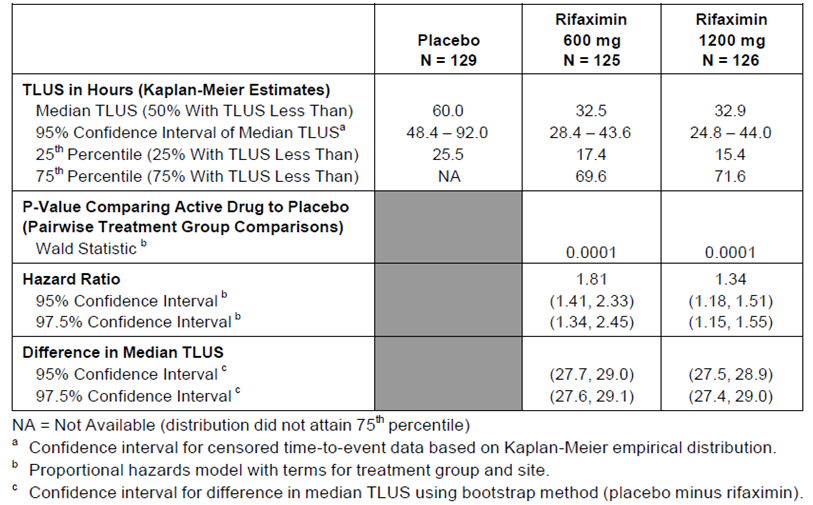 Placebo
N = 129
Rifaximin
600 mg
N = 125
Rifaximin
1200 mg
N = 126
TLUS in Hours (Kaplan-Meier Estimates)
Median TLUS (50% With TLUS Less Than) 60.0 32.5 32.9
95% Confidence Interval of Median TLUSa 48.4 – 92.0 28.4 – 43.6 24.8 – 44.0
25th Percentile (25% With TLUS Less Than) 25.5 17.4 15.4
75th Percentile (75% With TLUS Less Than) NA 69.6 71.6
P-Value Comparing Active Drug to Placebo
(Pairwise Treatment Group Comparisons)
Wald Statistic b 0.0001 0.0001
Hazard Ratio 1.81 1.34
95% Confidence Interval b (1.41, 2.33) (1.18, 1.51)
97.5% Confidence Interval b (1.34, 2.45) (1.15, 1.55)
Difference in Median TLUS
95% Confidence Interval c (27.7, 29.0) (27.5, 28.9)
97.5% Confidence Interval c (27.6, 29.1) (27.4, 29.0)
NA = Not Available (distribution did not attain 75th percentile)
a Confidence interval for censored time-to-event data based on Kaplan-Meier empirical distribution.
b Proportional hazards model with terms for treatment group and site.
c Confidence interval for difference in median TLUS using bootstrap method (placebo minus rifaximin).